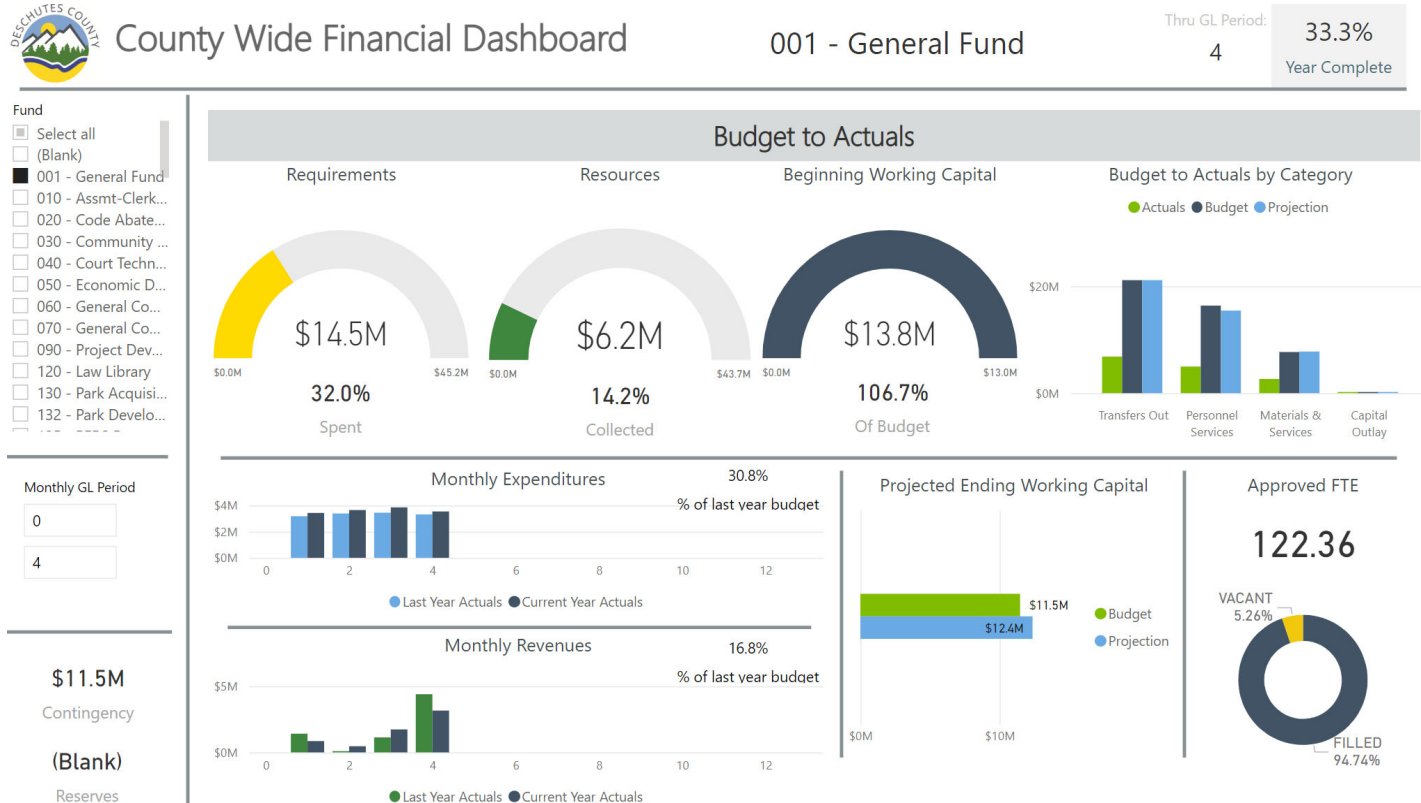 DESCHUTES COUNTY
County Wide Financial Dashboard
001 - General Fund
Thru GL Period:
4
33.3%
Year Complete
Fund
Select all
(Blank)
001 - General Fund
010 - Assmt-Clerk...
020 - Code Abate...
030 - Community ...
040 - Court Techn...
050 - Economic D...
060 - General Co...
070 - General Co...
090 - Project Dev...
120 - Law Library
130 - Park Acquisi...
132 - Park Develo...
Monthly GL Period
0
4
$11.5M
Contingency
(Blank)
Reserves
Budget to Actuals
Requirements
$14.5M
$0.0M
$45.2M
32.0%
Spent
Resources
$6.2M
$0.0M
$43.7M
14.2%
Collected
Beginning Working Capital
$13.8M
$0.0M
$13.0M
106.7%
Of Budget
Budget to Actuals by Category
Actuals Budget Projection
$20M
$0M
Transfers Out
Personnel
Services
Materials &
Services
Capital
Outlay
Monthly Expenditures
30.8%
% of last year budget
$4M
$2M
$0M
0 2 4 6 8 10 12
Last Year Actuals Current Year Actuals
Monthly Revenues
16.8%
% of last year budget
$5M
$0M
0 2 4 6 8 10 12
Last Year Actuals Current Year Actuals
Projected Ending Working Capital
$11.5M
$12.4M
Budget
Projection
$0M $10M
Approved FTE
122.36
VACANT
5.26%
FILLED
94.74%